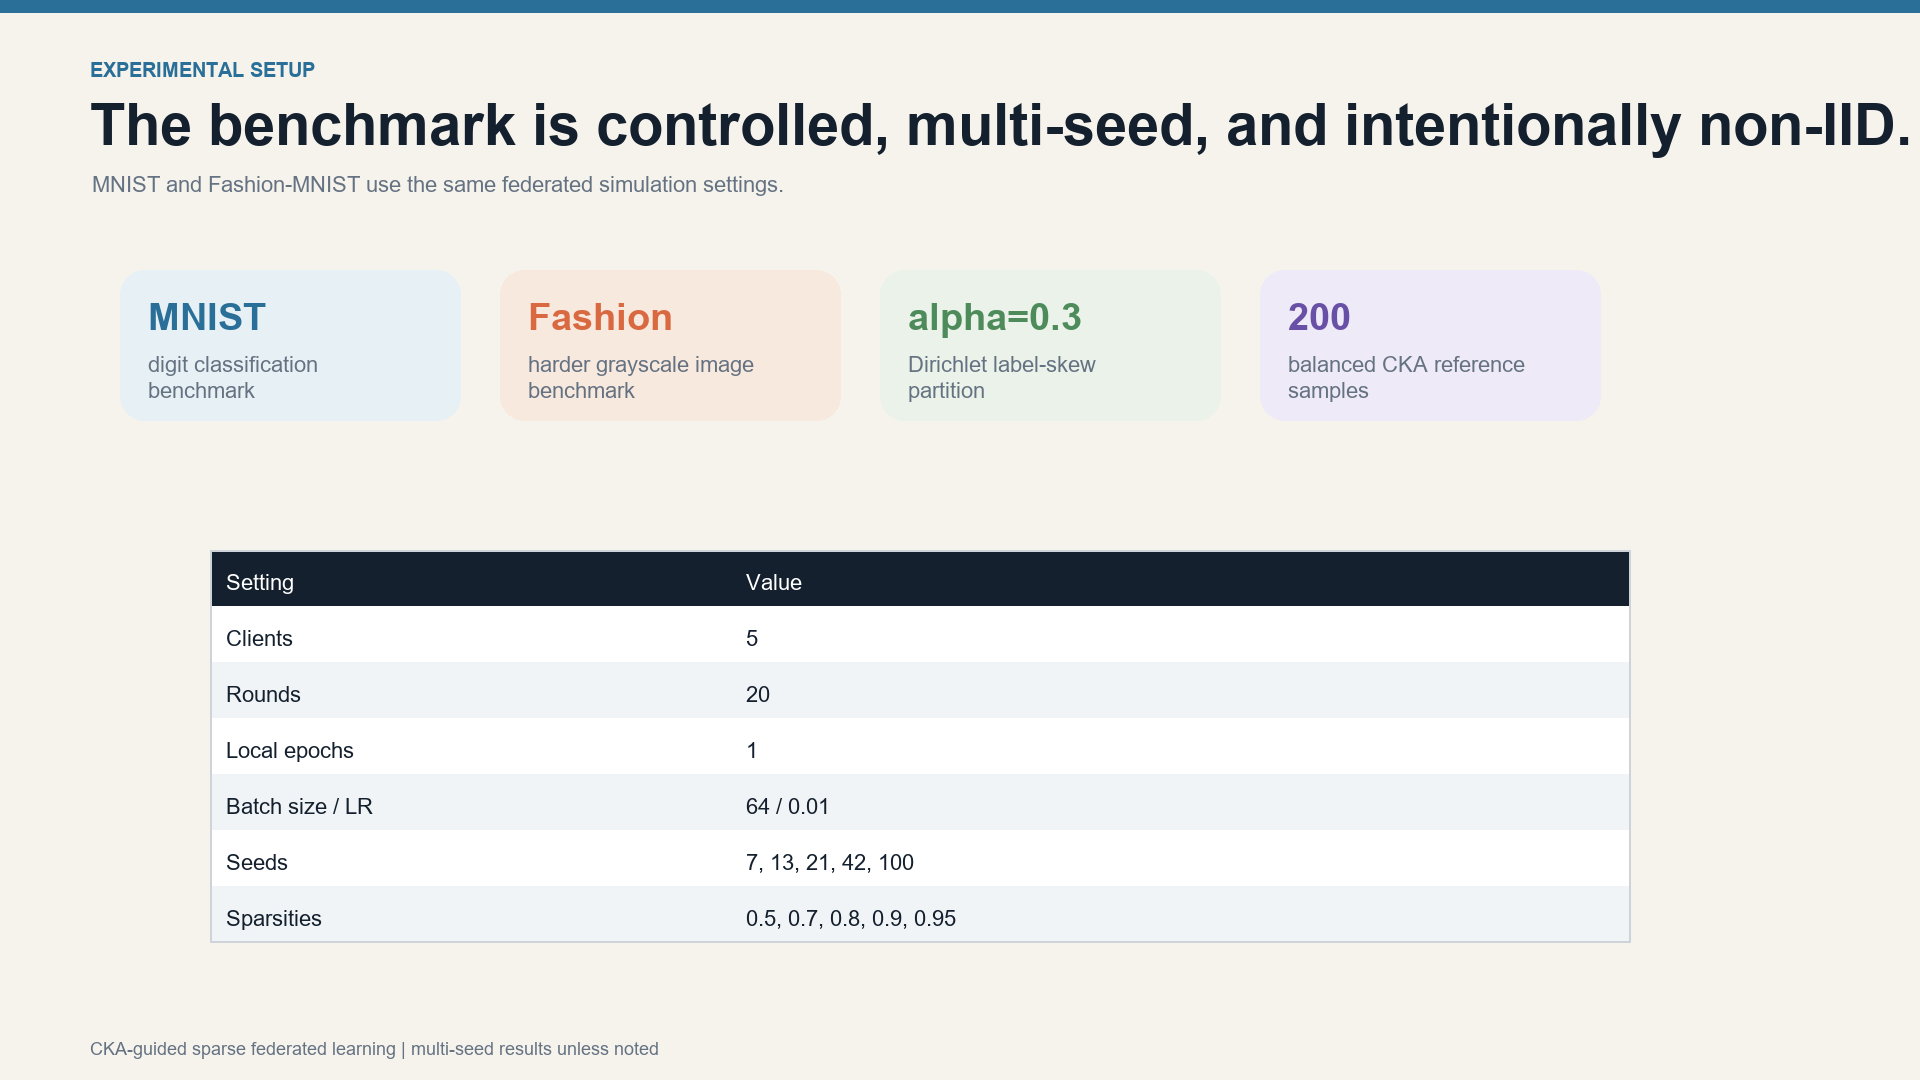 EXPERIMENTAL SETUP
The benchmark is controlled, multi-seed, and intentionally non-IID.
MNIST and Fashion-MNIST use the same federated simulation settings.
MNIST
digit classification
benchmark
Fashion
harder grayscale image
benchmark
alpha=0.3
Dirichlet label-skew
partition
200
balanced CKA reference
samples
Setting Value
Clients 5
Rounds 20
Local epochs 1
Batch size / LR 64 / 0.01
Seeds 7, 13, 21, 42, 100
Sparsities 0.5, 0.7, 0.8, 0.9, 0.95
CKA-guided sparse federated learning | multi-seed results unless noted